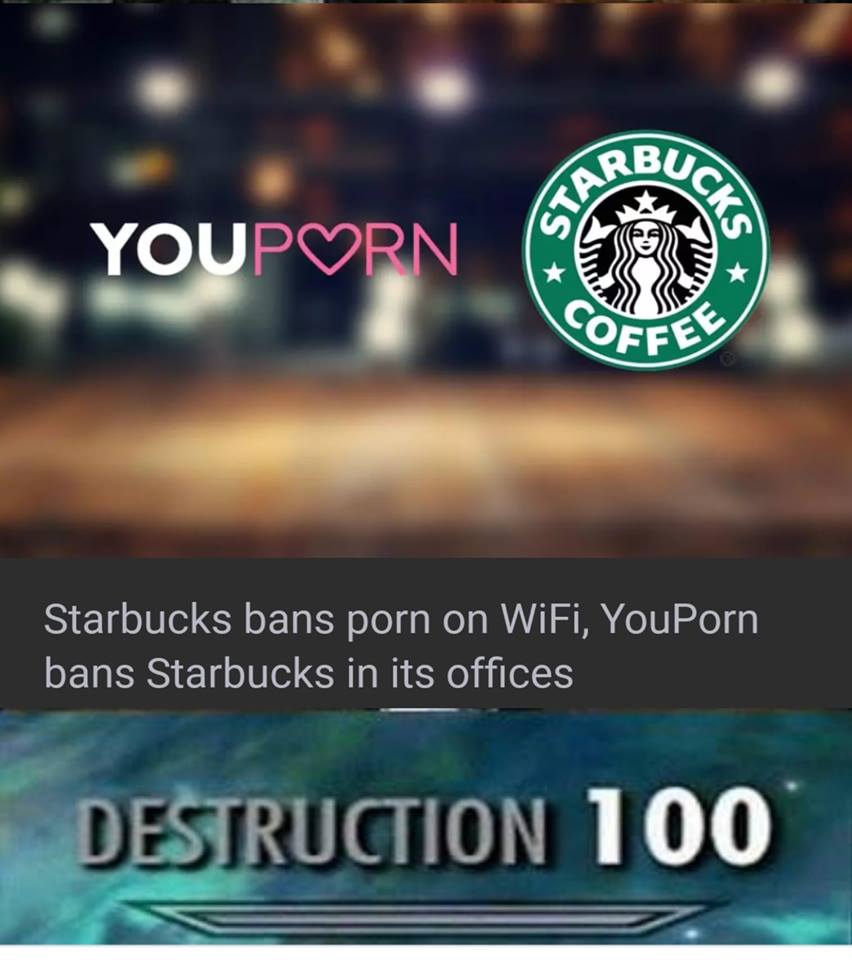 YOUPORN
STARBUCKS
COFFEE
Starbucks bans porn on WiFi, YouPorn
bans Starbucks in its offices
DESTRUCTION 100